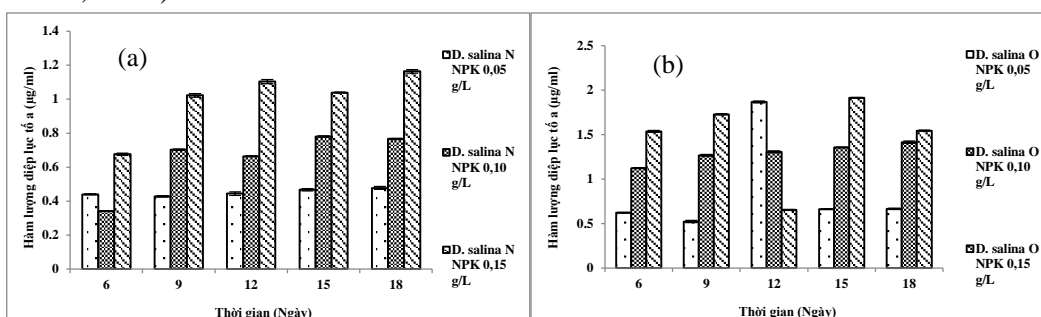 (a)
Hàm lượng diệp lục tố a (µg/ml)
1.4
1.2
1
0.8
0.6
0.4
0.2
0
6 9 12 15 18
Thời gian (Ngày)
D. salina N
NPK 0,05
g/L
D. salina N
NPK 0,10
g/L
D. salina N
NPK 0,15
g/L
(b)
Hàm lượng diệp lục tố a (µg/ml)
2.5
2
1.5
1
0.5
0
6 9 12 15 18
Thời gian (Ngày)
D. salina O
NPK 0,05
g/L
D. salina O
NPK 0,10
g/L
D. salina O
NPK 0,15
g/L